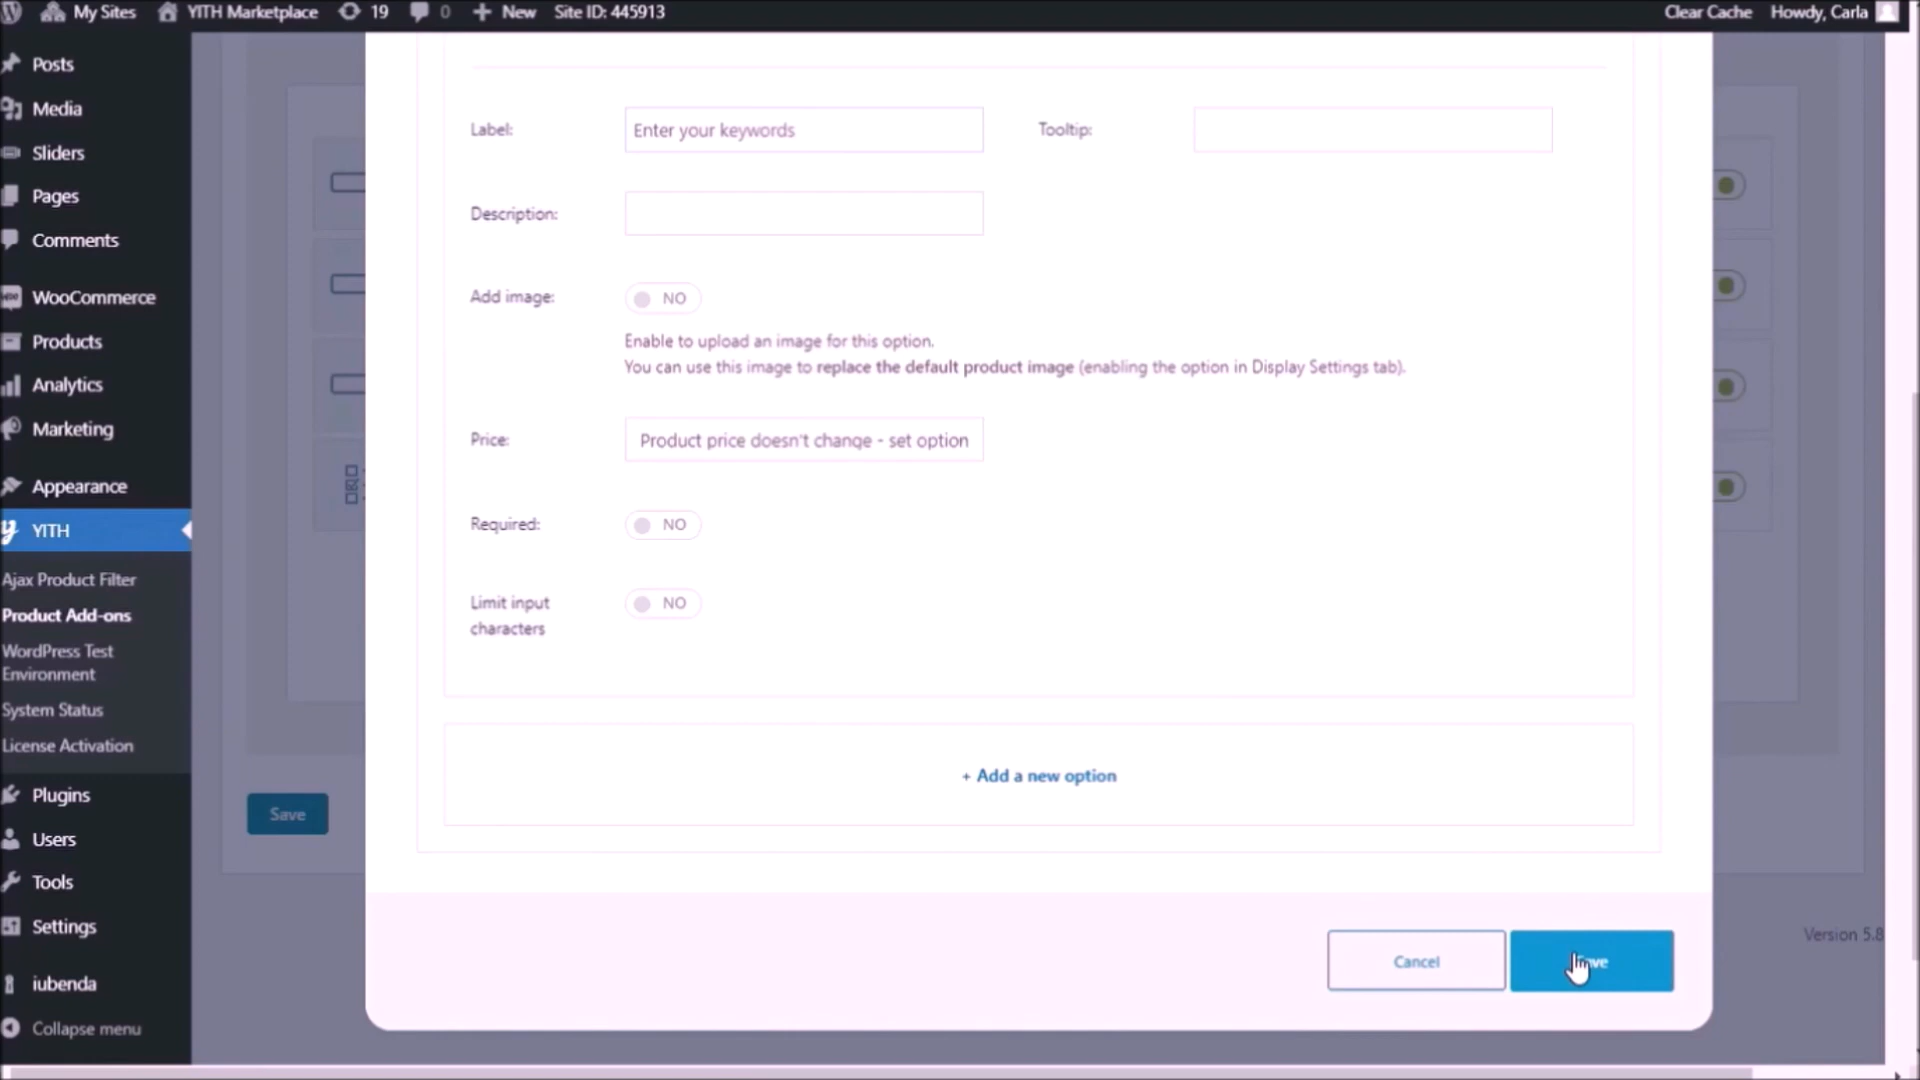 My Sites
YITH Marketplace
19
0
New
Site ID: 445913
Clear Cache
Howdy, Carla
Posts
Media
Sliders
Pages
Comments
WooCommerce
Products
Analytics
Marketing
Appearance
YITH
Ajax Product Filter
Product Add-ons
WordPress Test
Environment
System Status
License Activation
Plugins
Users
Tools
Settings
iubenda
Collapse menu
Label:
Enter your keywords
Tooltip:
Description:
Add image:
NO
Enable to upload an image for this option.
You can use this image to replace the default product image (enabling the option in Display Settings tab).
Price:
Product price doesn't change - set option
Required:
NO
Limit input
characters
NO
+ Add a new option
Save
Cancel
Version 5.8